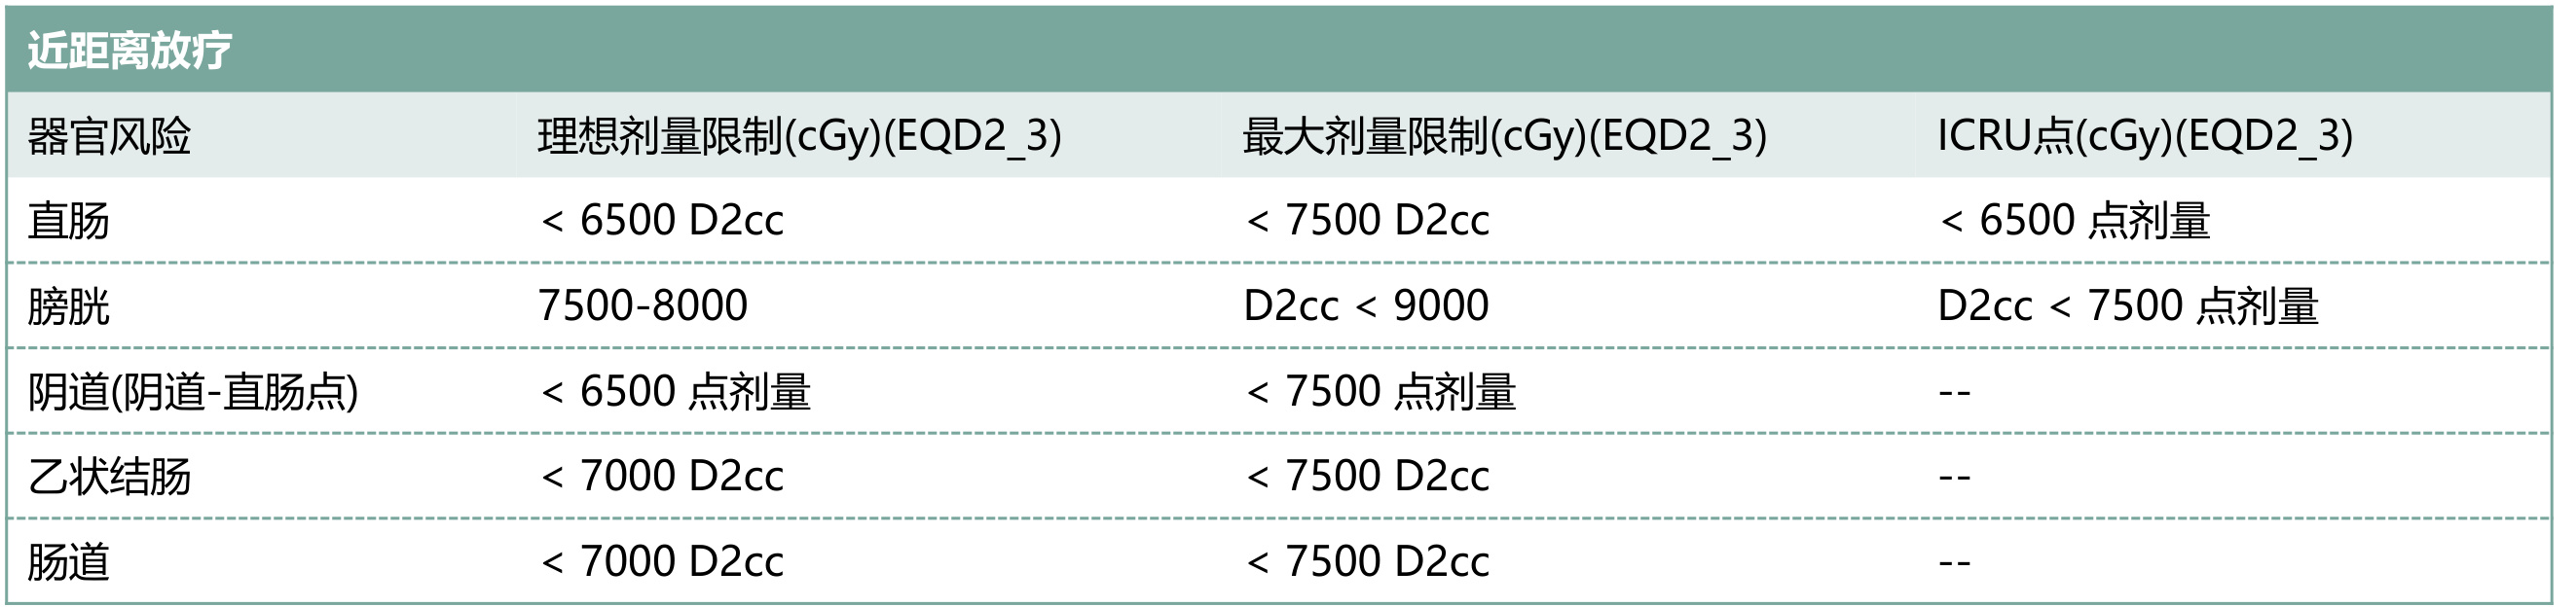 近距离放疗
器官风险 理想剂量限制(cGy)(EQD2_3) 最大剂量限制(cGy)(EQD2_3) ICRU点(cGy)(EQD2_3)
直肠 < 6500 D2cc < 7500 D2cc < 6500 点剂量
膀胱 7500-8000 D2cc < 9000 D2cc < 7500 点剂量
阴道(阴道-直肠点) < 6500 点剂量 < 7500 点剂量 --
乙状结肠 < 7000 D2cc < 7500 D2cc --
肠道 < 7000 D2cc < 7500 D2cc --